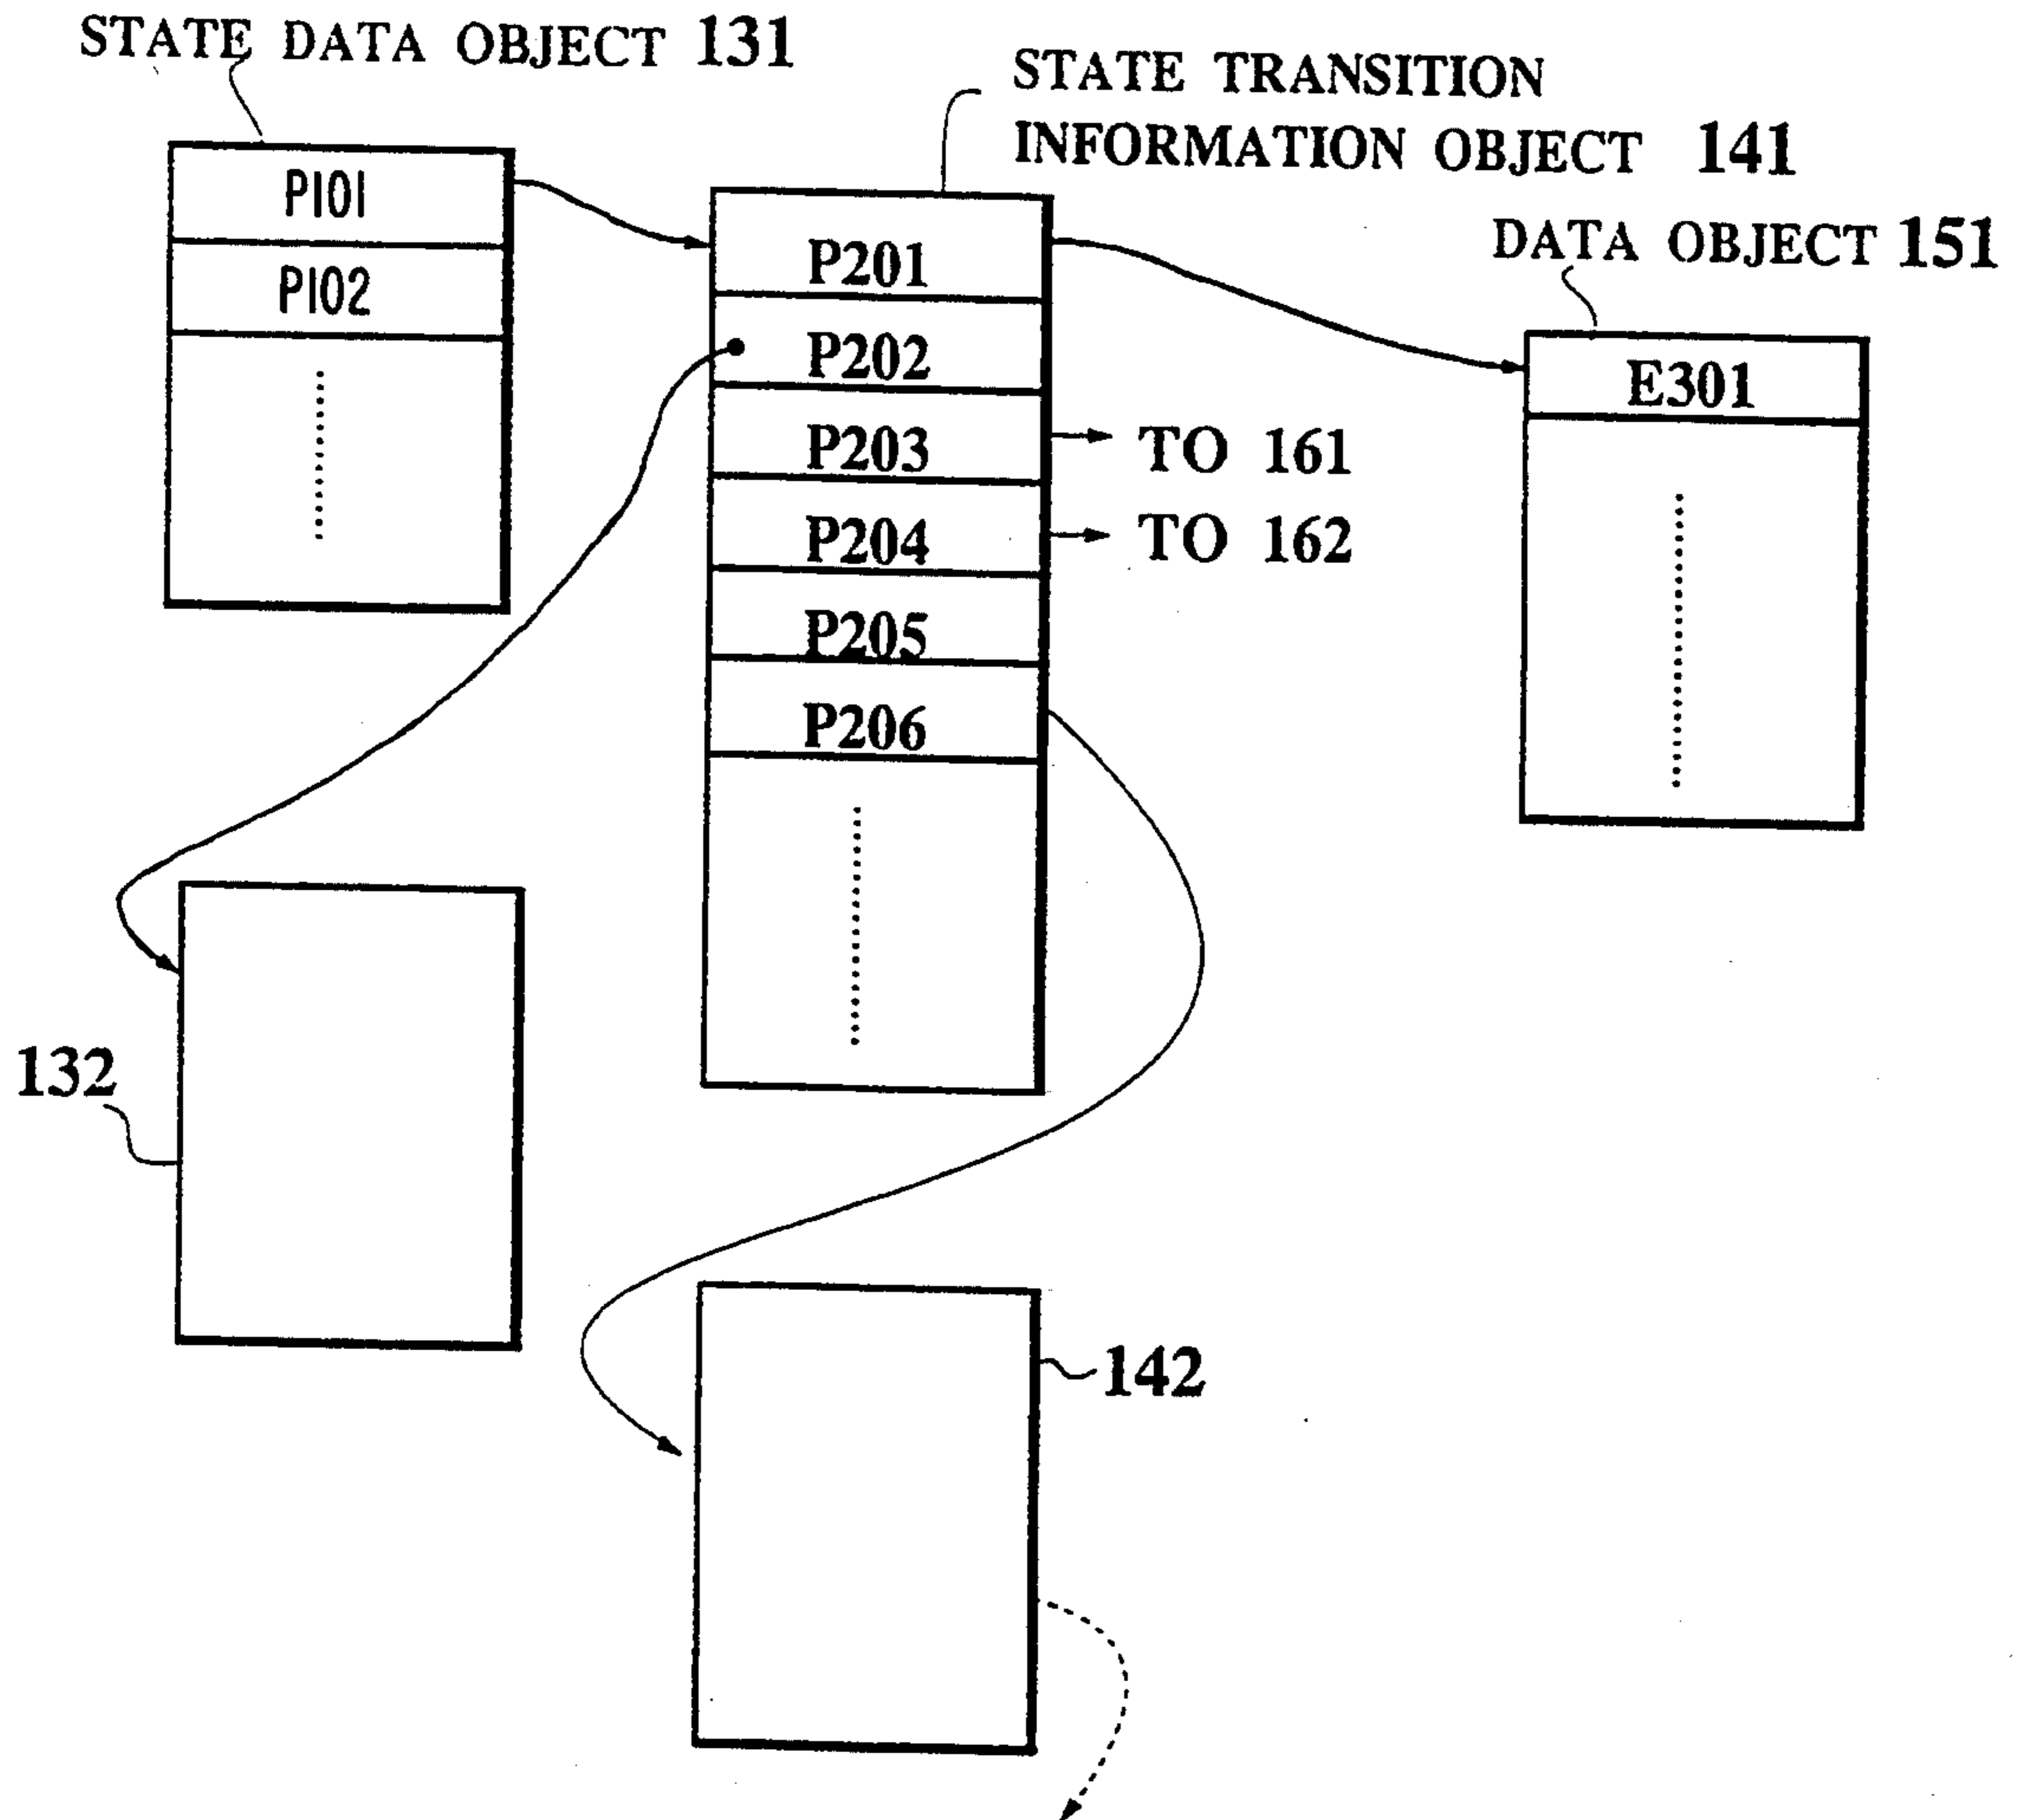 STATE DATA OBJECT 131
STATE TRANSITION
INFORMATION OBJECT 141
DATA OBJECT 151
P101
P102
P201
P202
P203
P204
P205
P206
TO 161
TO 162
E301
132
142